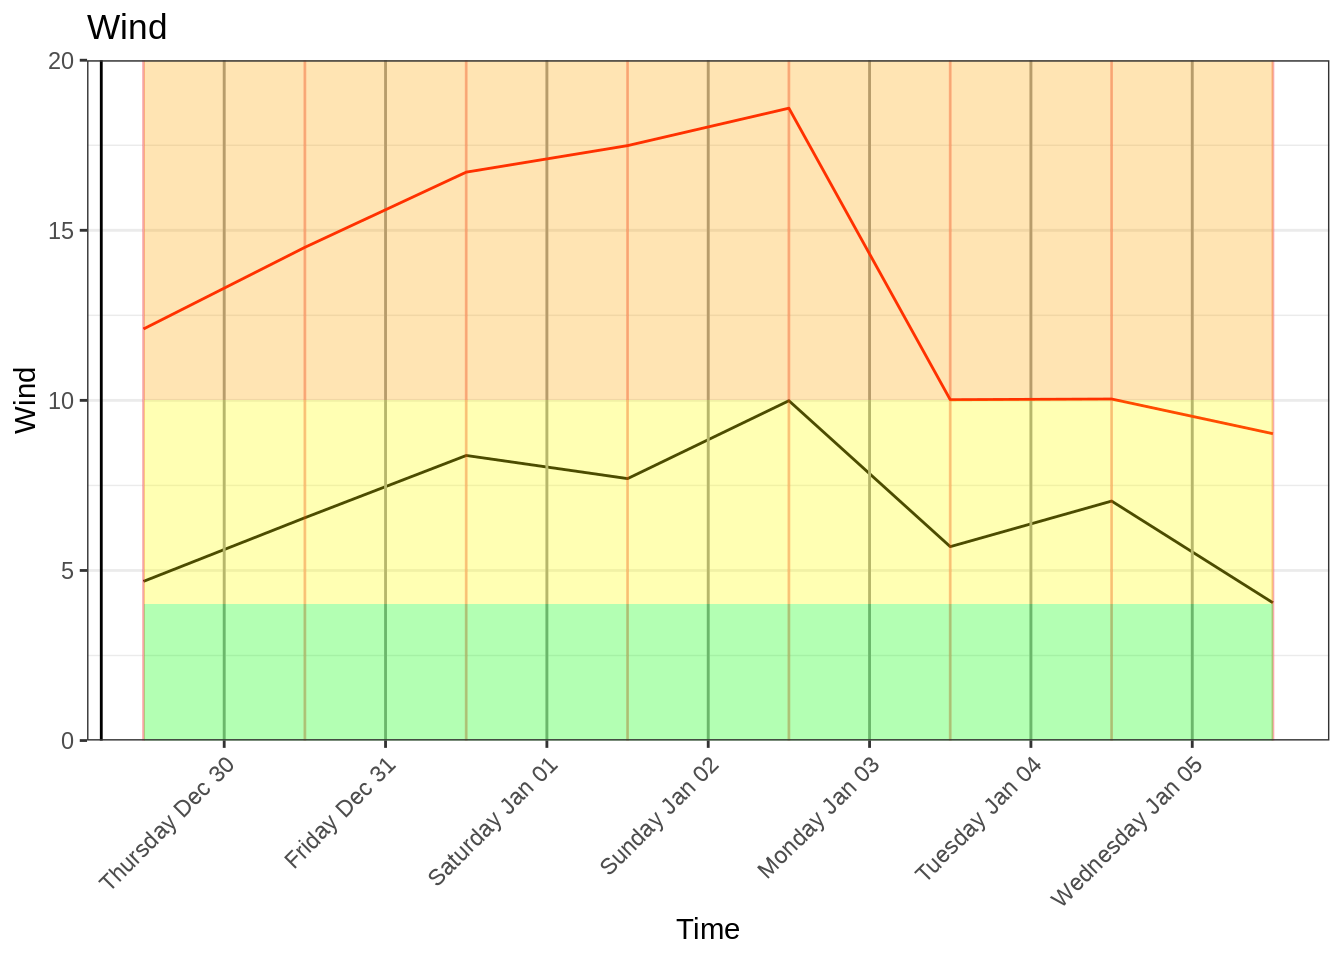 Wind
20
15
10
5
0
Wind
Thursday Dec 30
Friday Dec 31
Saturday Jan 01
Sunday Jan 02
Monday Jan 03
Tuesday Jan 04
Wednesday Jan 05
Time